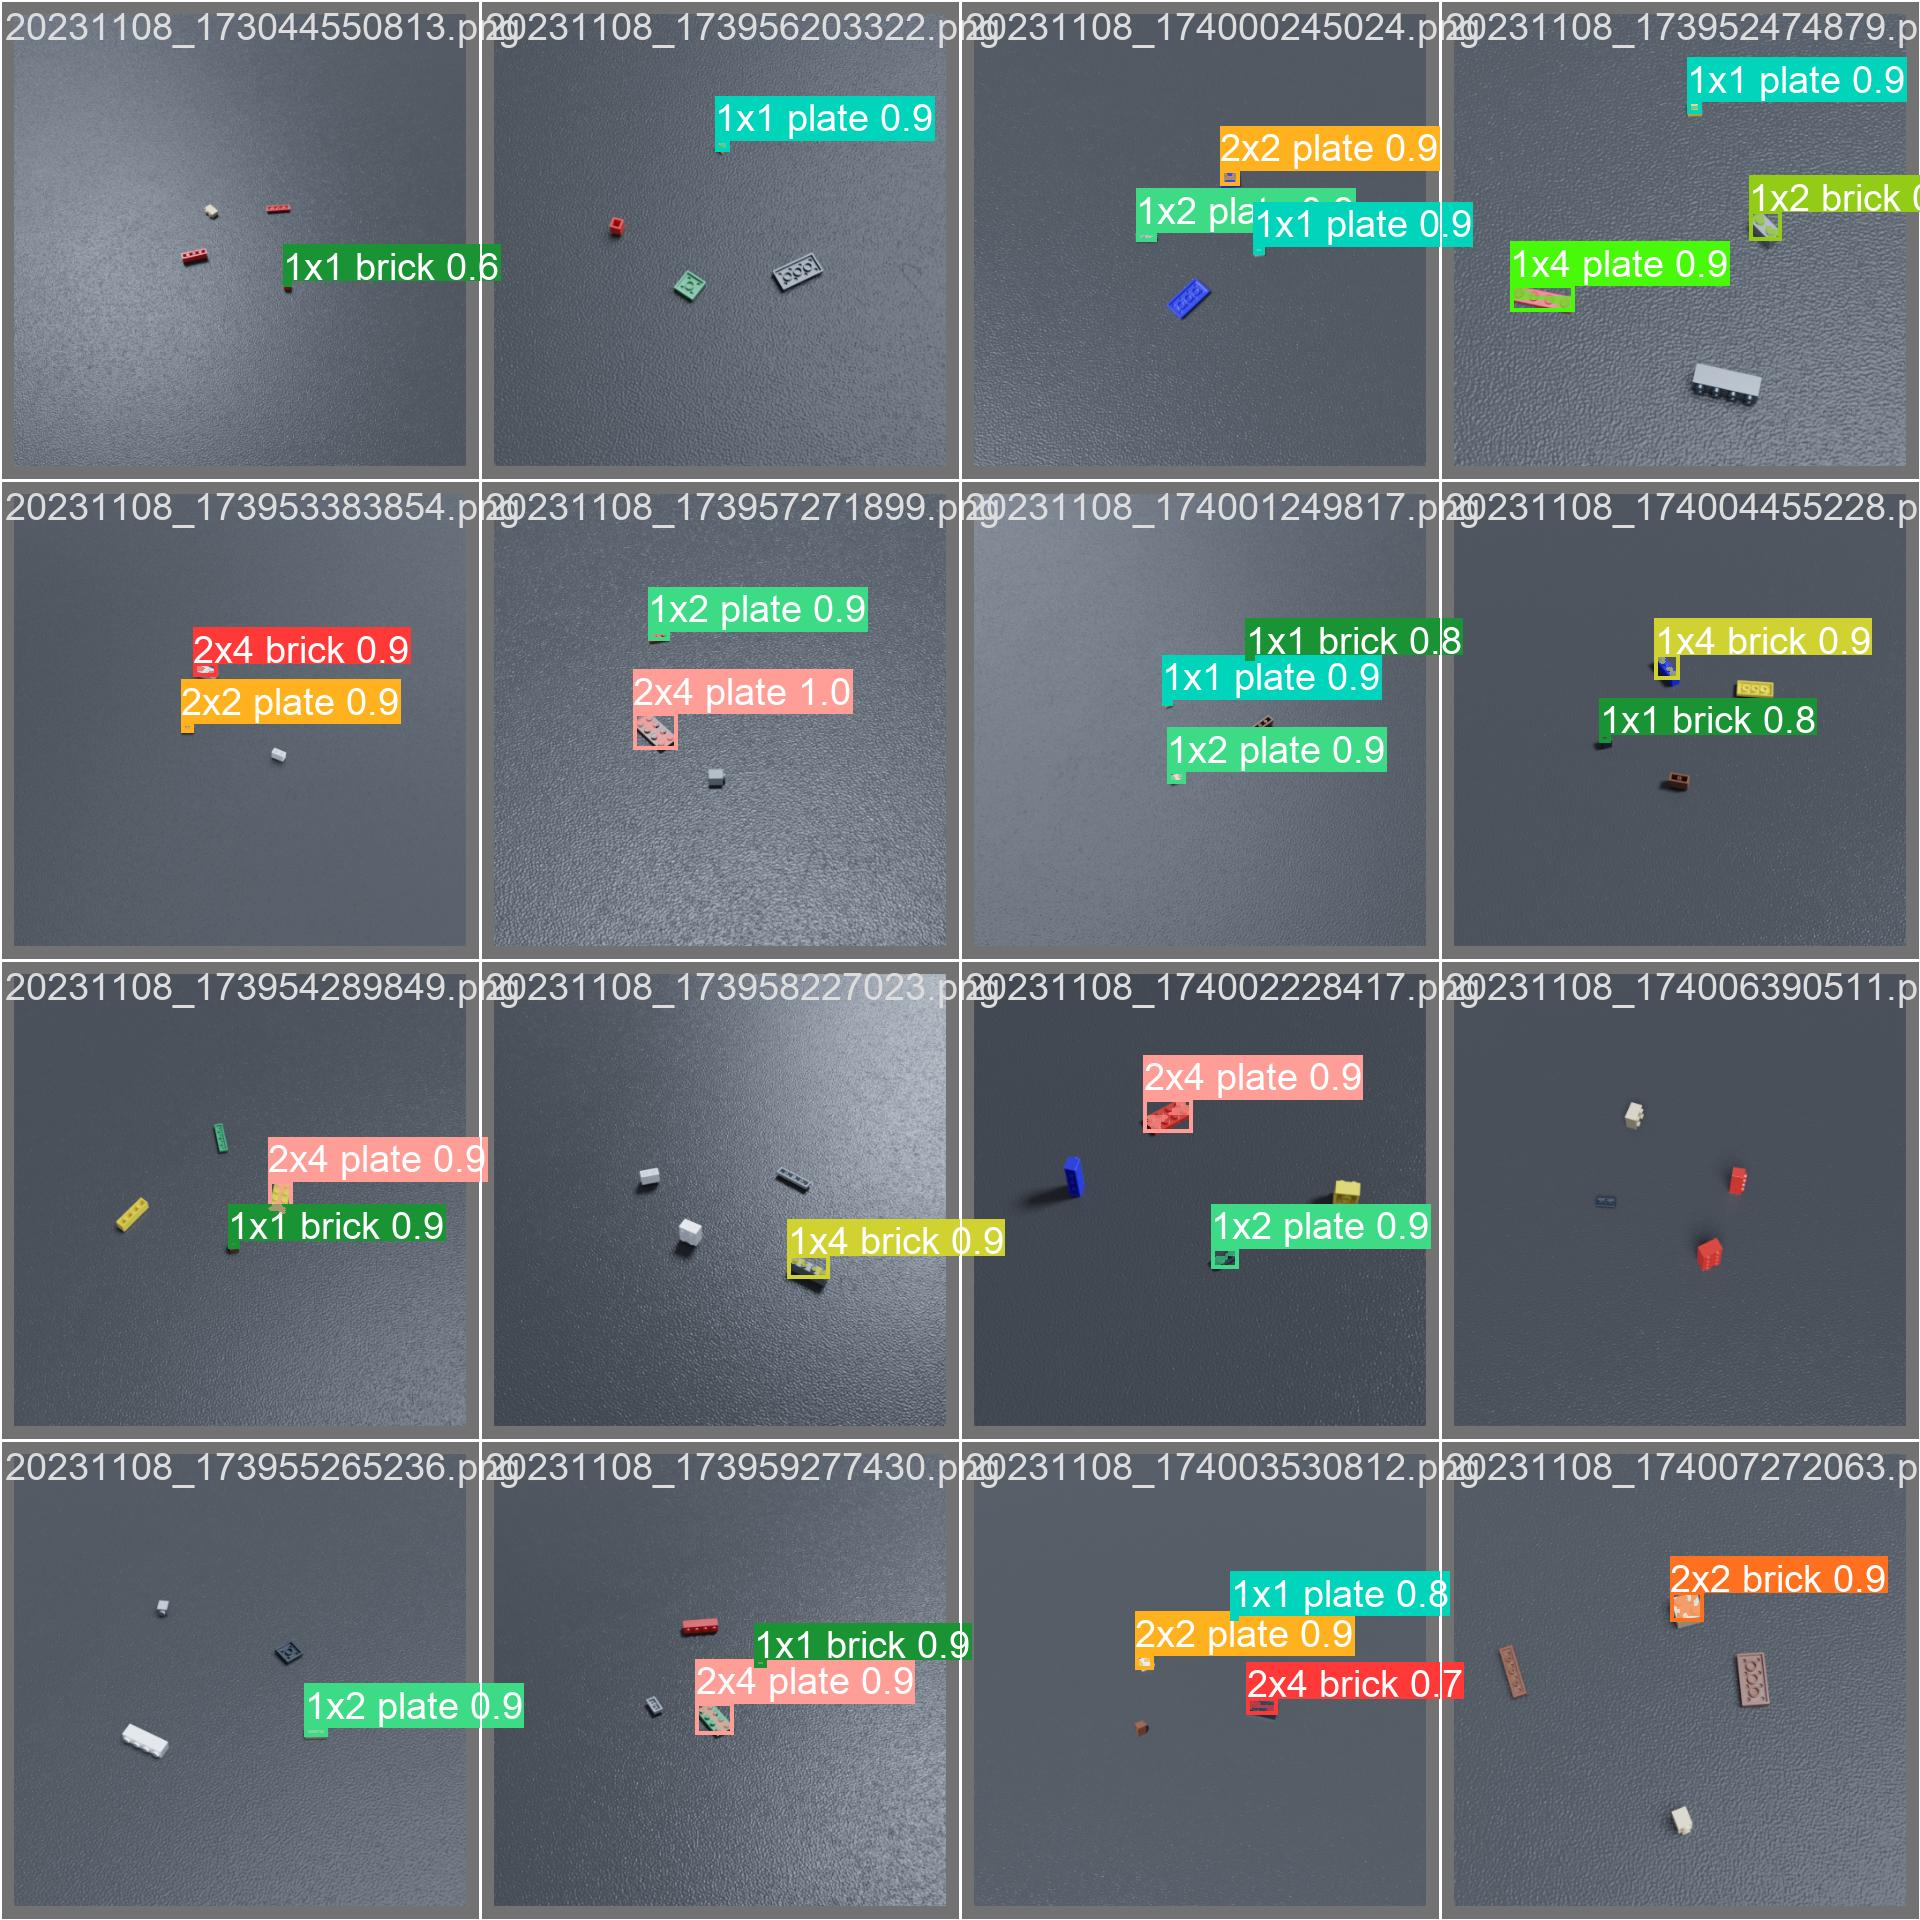 20231108_173044550813.png
20231108_173956203322.png
20231108_174000245024.png
20231108_173952474879.p
1x1 brick 0.6
1x1 plate 0.9
2x2 plate 0.9
1x2
1x1 plate 0.9
1x1 plate 0.9
1x2 brick
1x4 plate 0.9
20231108_173953383854.png
20231108_173957271899.png
20231108_174001249817.png
20231108_174004455228.p
2x4 brick 0.9
2x2 plate 0.9
1x2 plate 0.9
2x4 plate 1.0
1x1 brick 0.8
1x1 plate 0.9
1x2 plate 0.9
1x4 brick 0.9
1x1 brick 0.8
20231108_173954289849.png
20231108_173958227023.png
20231108_174002228417.png
20231108_174006390511.p
2x4 plate 0.9
1x1 brick 0.9
1x4 brick 0.9
2x4 plate 0.9
1x2 plate 0.9
20231108_173955265236.png
20231108_173959277430.png
20231108_174003530812.png
20231108_174007272063.p
1x2 plate 0.9
1x1 brick 0.9
2x4 plate 0.9
1x1 plate 0.8
2x2 plate 0.9
2x4 brick 0.7
2x2 brick 0.9